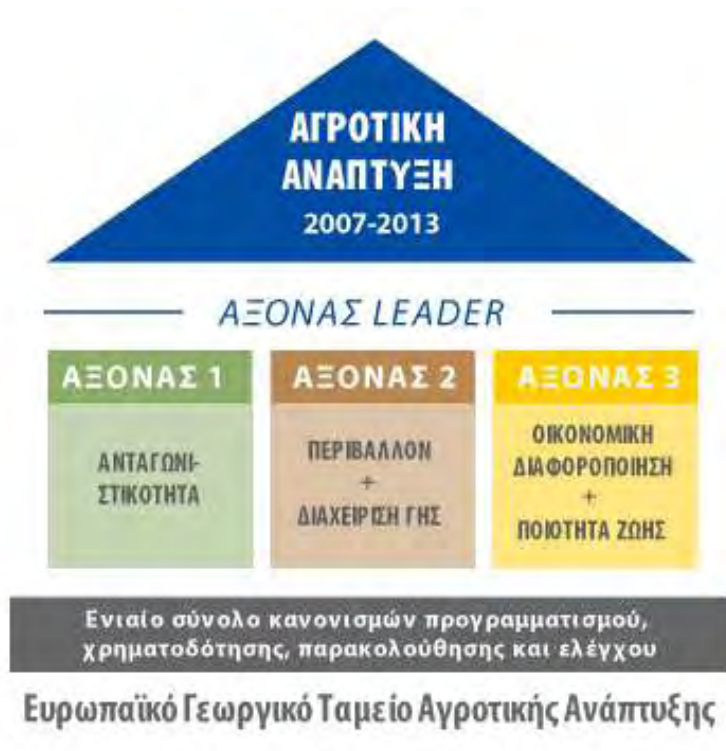 ΑΓΡΟΤΙΚΗ
ΑΝΑΠΤΥΞΗ
2007-2013
ΑΞΟΝΑΣ LEADER
ΑΞΟΝΑΣ 1
ΑΝΤΑΓΩΝΙ-
ΣΤΙΚΟΤΗΤΑ
ΑΞΟΝΑΣ 2
ΠΕΡΙΒΑΛΛΟΝ
+
ΔΙΑΧΕΙΡΙΣΗ ΓΗΣ
ΑΞΟΝΑΣ 3
ΟΙΚΟΝΟΜΙΚΗ
ΔΙΑΦΟΡΟΠΟΙΗΣΗ
+
ΠΟΙΟΤΗΤΑ ΖΩΗΣ
Ενιαίο σύνολο κανονισμών προγραμματισμού,
χρηματοδότησης, παρακολούθησης και ελέγχου
Ευρωπαϊκό Γεωργικό Ταμείο Αγροτικής Ανάπτυξης